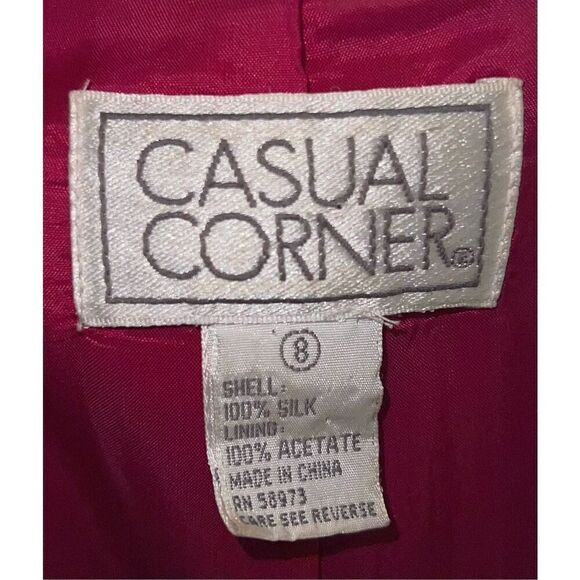 CASUAL
CORNER®
8
SHELL:
100% SILK
LINING:
100% ACETATE
MADE IN CHINA
RN 58973
CARE SEE REVERSE